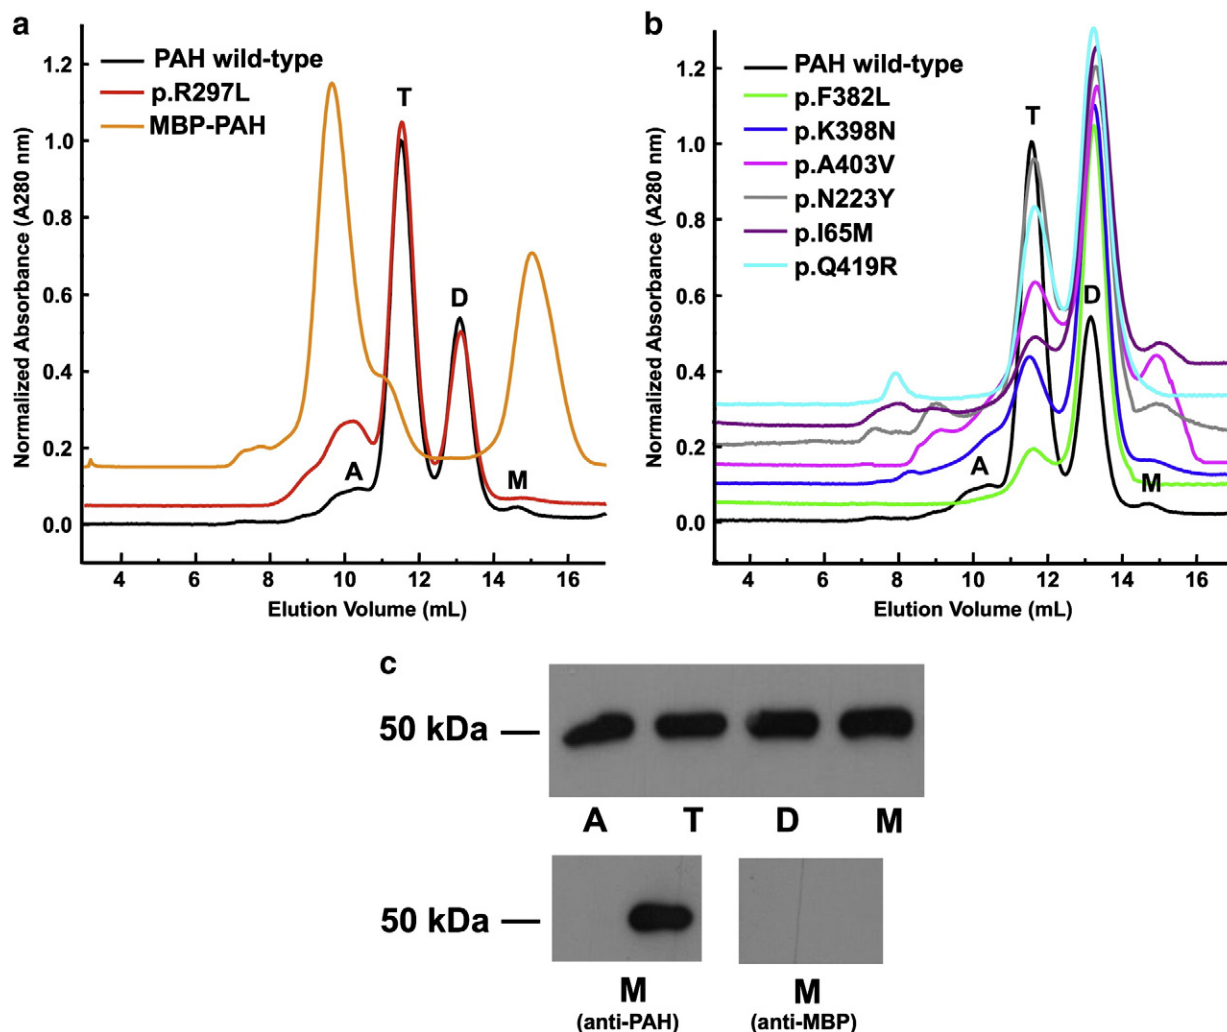 a
PAH wild-type
p.R297L
MBP-PAH
T
D
A
M
Normalized Absorbance (A280 nm)
1.2
1.0
0.8
0.6
0.4
0.2
0.0
4 6 8 10 12 14 16
Elution Volume (mL)
b
PAH wild-type
p.F382L
p.K398N
p.A403V
p.N223Y
p.I65M
p.Q419R
T
D
A
M
Normalized Absorbance (A280 nm)
1.2
1.0
0.8
0.6
0.4
0.2
0.0
4 6 8 10 12 14 16
Elution Volume (mL)
c
50 kDa
A T D M
50 kDa
M M
(anti-PAH) (anti-MBP)